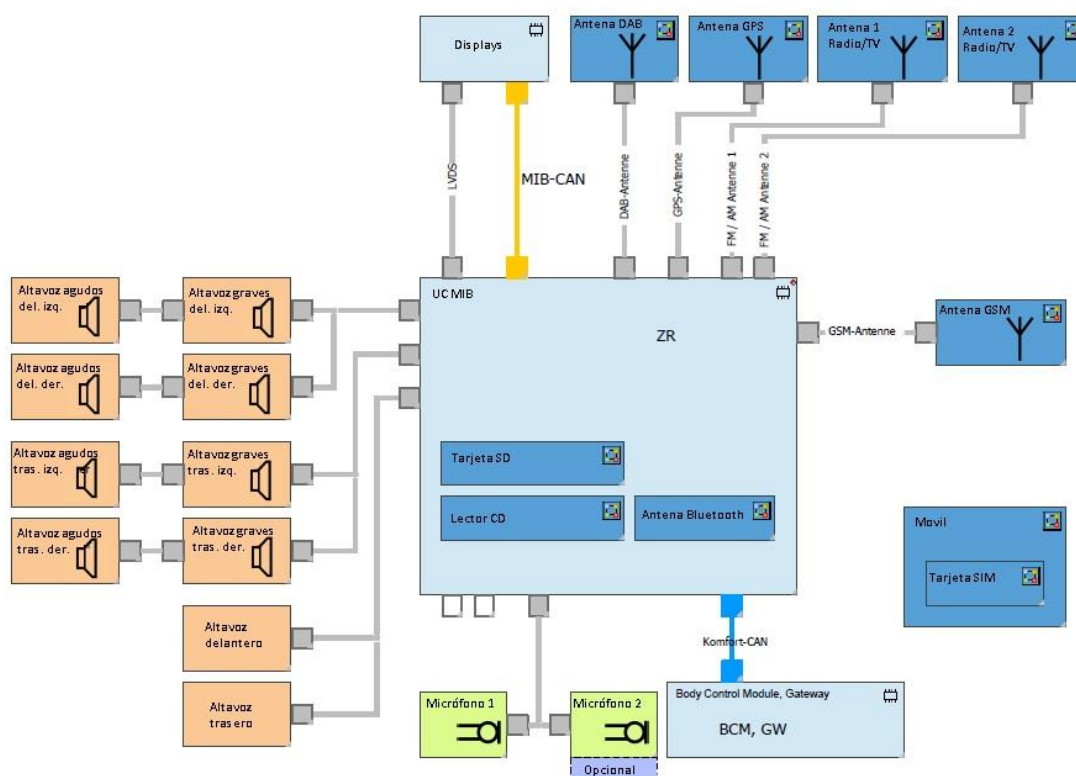 Displays
Antena DAB
Antena GPS
Antena 1
Radio/TV
Antena 2
Radio/TV
LVDS
MIB-CAN
DAB-Antenne
GPS-Antenne
FM / AM Antenne 1
FM / AM Antenne 2
Altavoz agudos
del. izq.
Altavoz graves
del. izq.
UC MIB
ZR
GSM-Antenne
Antena GSM
Altavoz agudos
del. der.
Altavoz graves
del. der.
Altavoz agudos
tras. izq. er
Altavoz graves
tras. izq.
Tarjeta SD
Lector CD
Antena Bluetooth
Altavoz agudos
tras. der.
Altavoz graves
tras. der.
Movil
Tarjeta SIM
Altavoz
delantero
Altavoz
trasero
Komfort-CAN
Micrófono 1
Micrófono 2
Opcional
Body Control Module, Gateway
BCM, GW